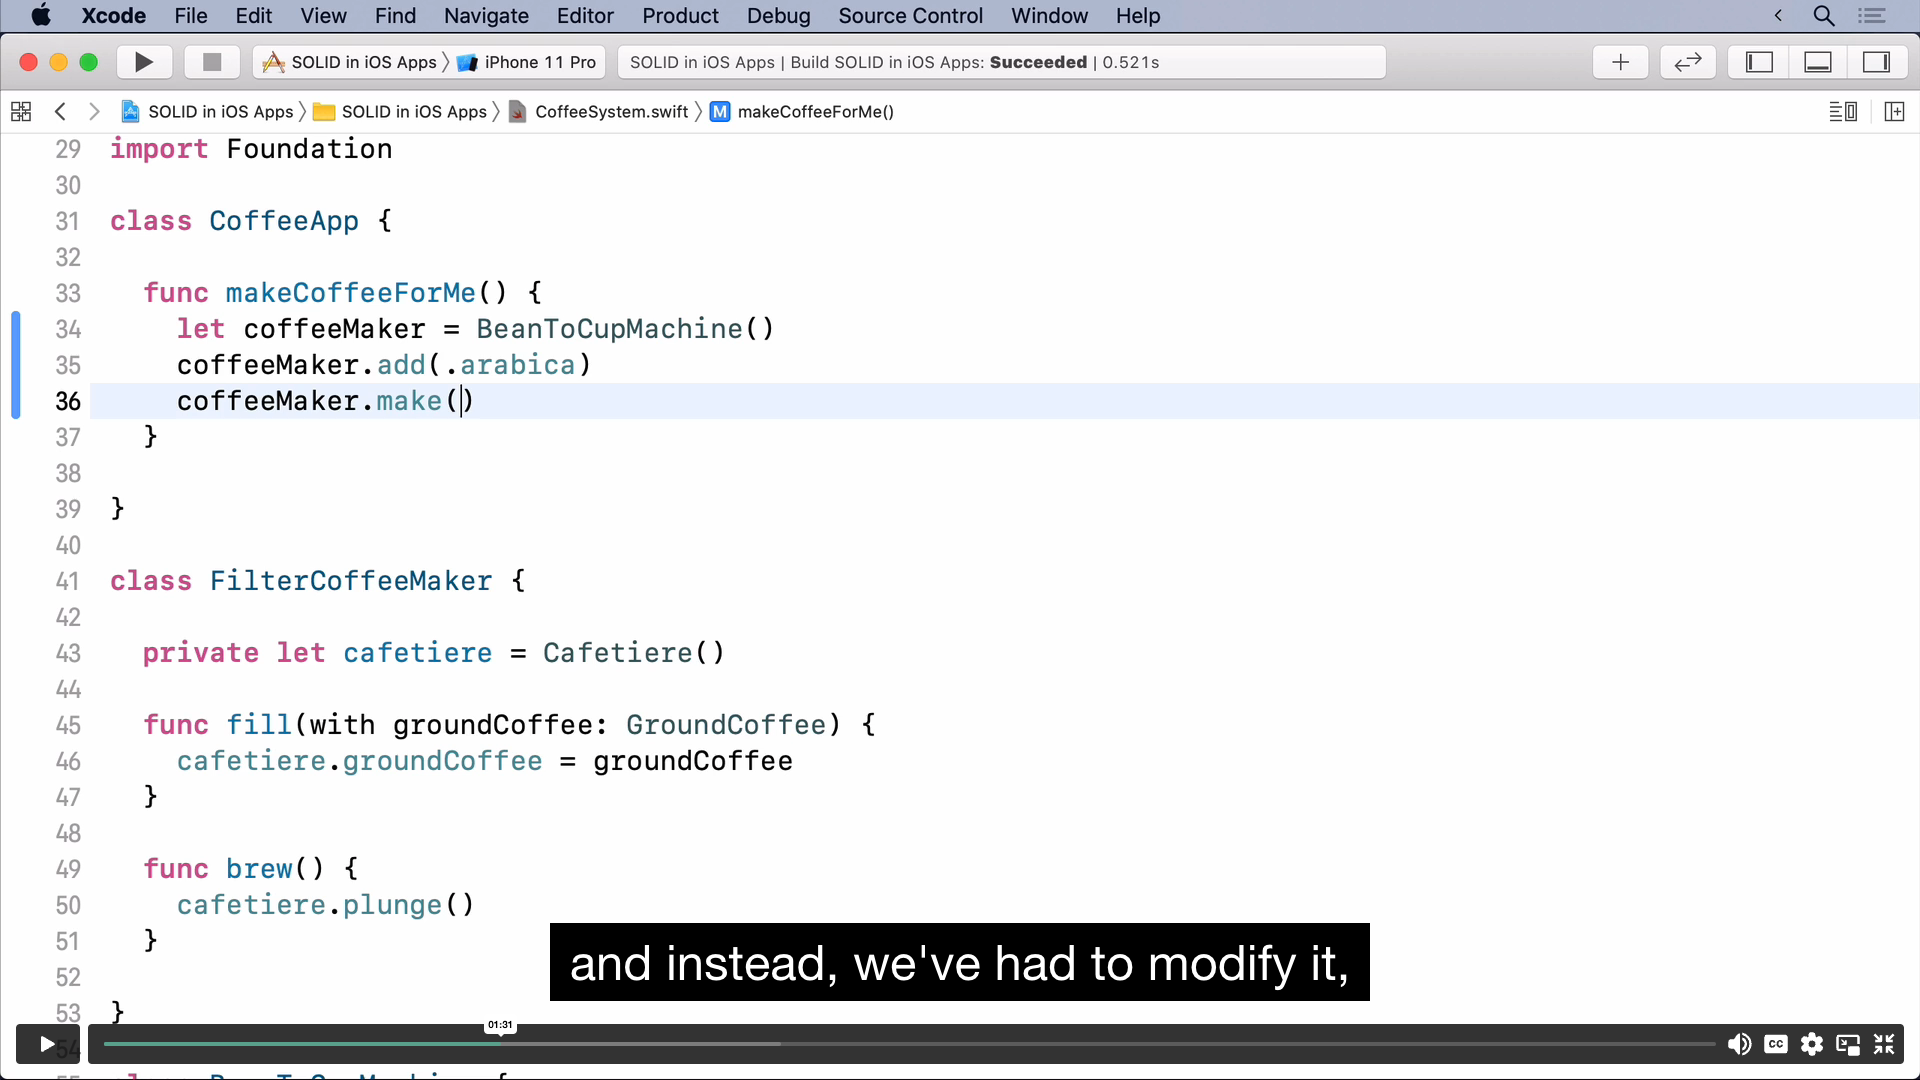 Xcode File Edit View Find Navigate Editor Product Debug Source Control Window Help
SOLID in iOS Apps iPhone 11 Pro SOLID in iOS Apps | Build SOLID in iOS Apps: Succeeded | 0.521s
SOLID in iOS Apps SOLID in iOS Apps CoffeeSystem.swift M makeCoffeeForMe()
29 import Foundation
30
31 class CoffeeApp {
32
33 func makeCoffeeForMe() {
34 let coffeeMaker = BeanToCupMachine()
35 coffeeMaker.add(.arabica)
36 coffeeMaker.make()
37 }
38
39 }
40
41 class FilterCoffeeMaker {
42
43 private let cafetiere = Cafetiere()
44
45 func fill(with groundCoffee: GroundCoffee) {
46 cafetiere.groundCoffee = groundCoffee
47 }
48
49 func brew() {
50 cafetiere.plunge()
51 }
and instead, we've had to modify it,
52
53 }
01:31
54
CC